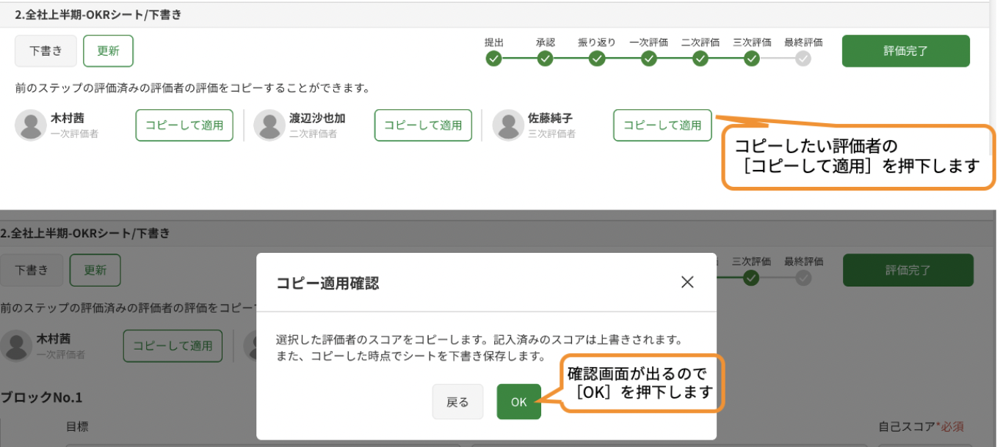 2.全社上半期-OKRシート/下書き
下書き
更新
提出
承認
振り返り
一次評価
二次評価
三次評価
最終評価
評価完了
前のステップの評価済みの評価者の評価をコピーすることができます。
木村茜
一次評価者
コピーして適用
渡辺沙也加
二次評価者
コピーして適用
佐藤純子
三次評価者
コピーして適用
コピーしたい評価者の
［コピーして適用］を押下します
2.全社上半期-OKRシート/下書き
下書き
更新
三次評価
最終評価
評価完了
前のステップの評価済みの評価者の評価をコピー
木村茜
一次評価者
コピーして適用
コピー適用確認
選択した評価者のスコアをコピーします。記入済みのスコアは上書きされます。
また、コピーした時点でシートを下書き保存します。
戻る
OK
確認画面が出るので
［OK］を押下します
ブロックNo.1
目標
自己スコア*必須